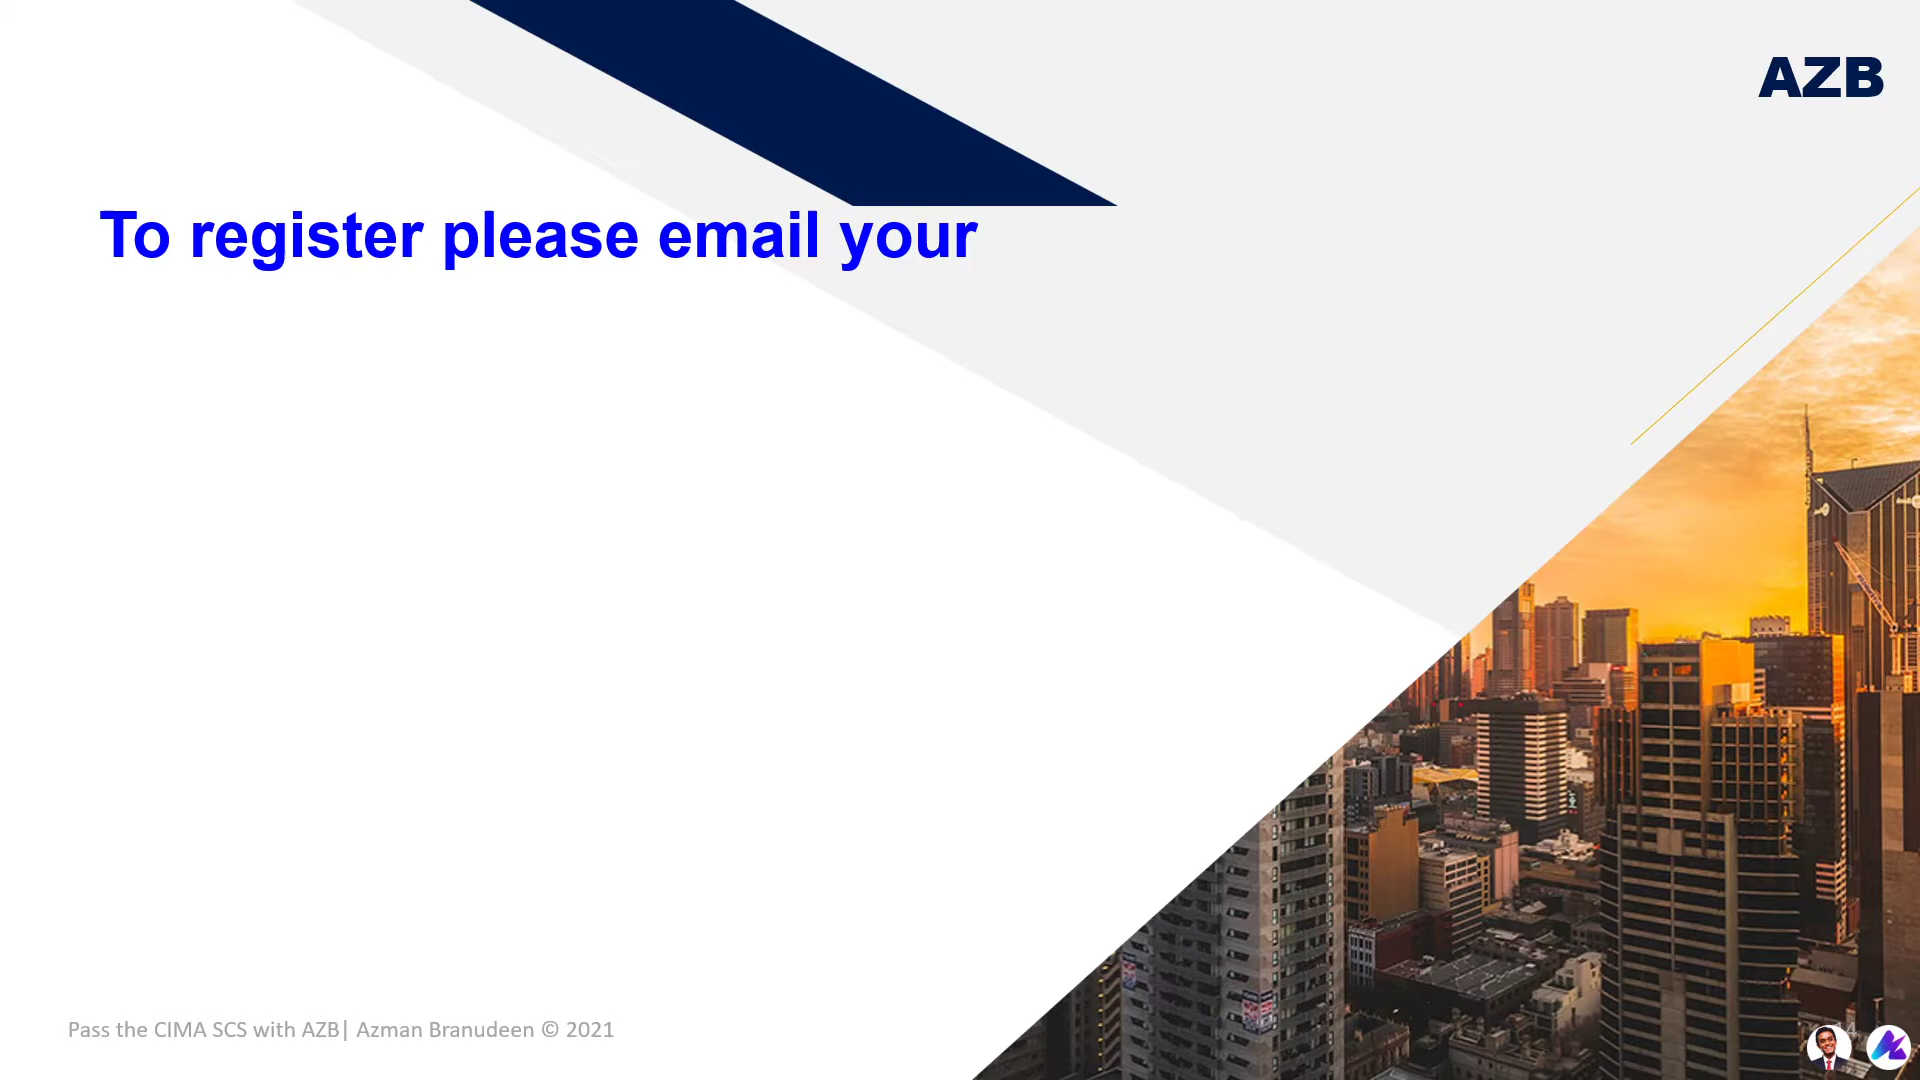 AZB
To register please email your
Pass the CIMA SCS with AZB| Azman Branudeen © 2021